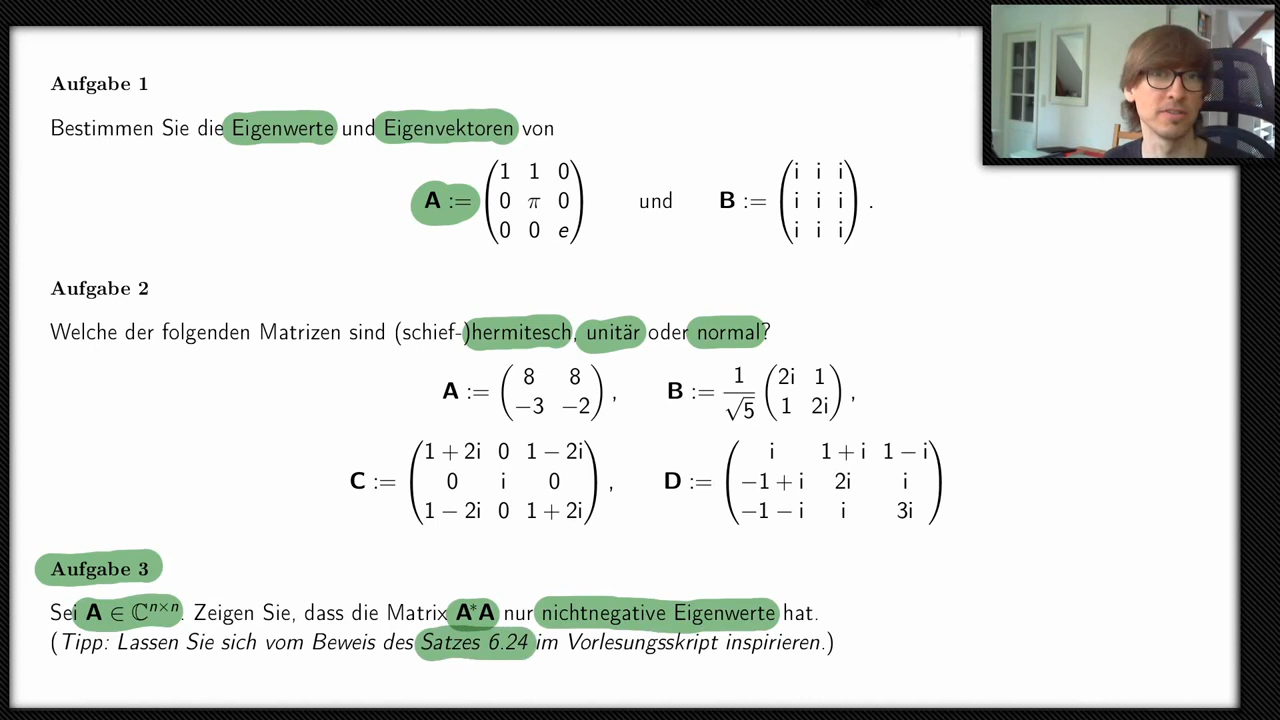 Aufgabe 1
Bestimmen Sie die Eigenwerte und Eigenvektoren von
A := (1 1 0
0 π 0
0 0 e) und B := (i i i
i i i
i i i) .
Aufgabe 2
Welche der folgenden Matrizen sind (schief-)hermitesch, unitär oder normal?
A := (8 8
−3 −2) , B := 1/√5 (2i 1
1 2i) ,
C := (1 + 2i 0 1 − 2i
0 i 0
1 − 2i 0 1 + 2i) , D := (i 1 + i 1 − i
−1 + i 2i i
−1 − i i 3i)
Aufgabe 3
Sei A ∈ ℂⁿˣⁿ. Zeigen Sie, dass die Matrix A*A nur nichtnegative Eigenwerte hat.
(Tipp: Lassen Sie sich vom Beweis des Satzes 6.24 im Vorlesungsskript inspirieren.)